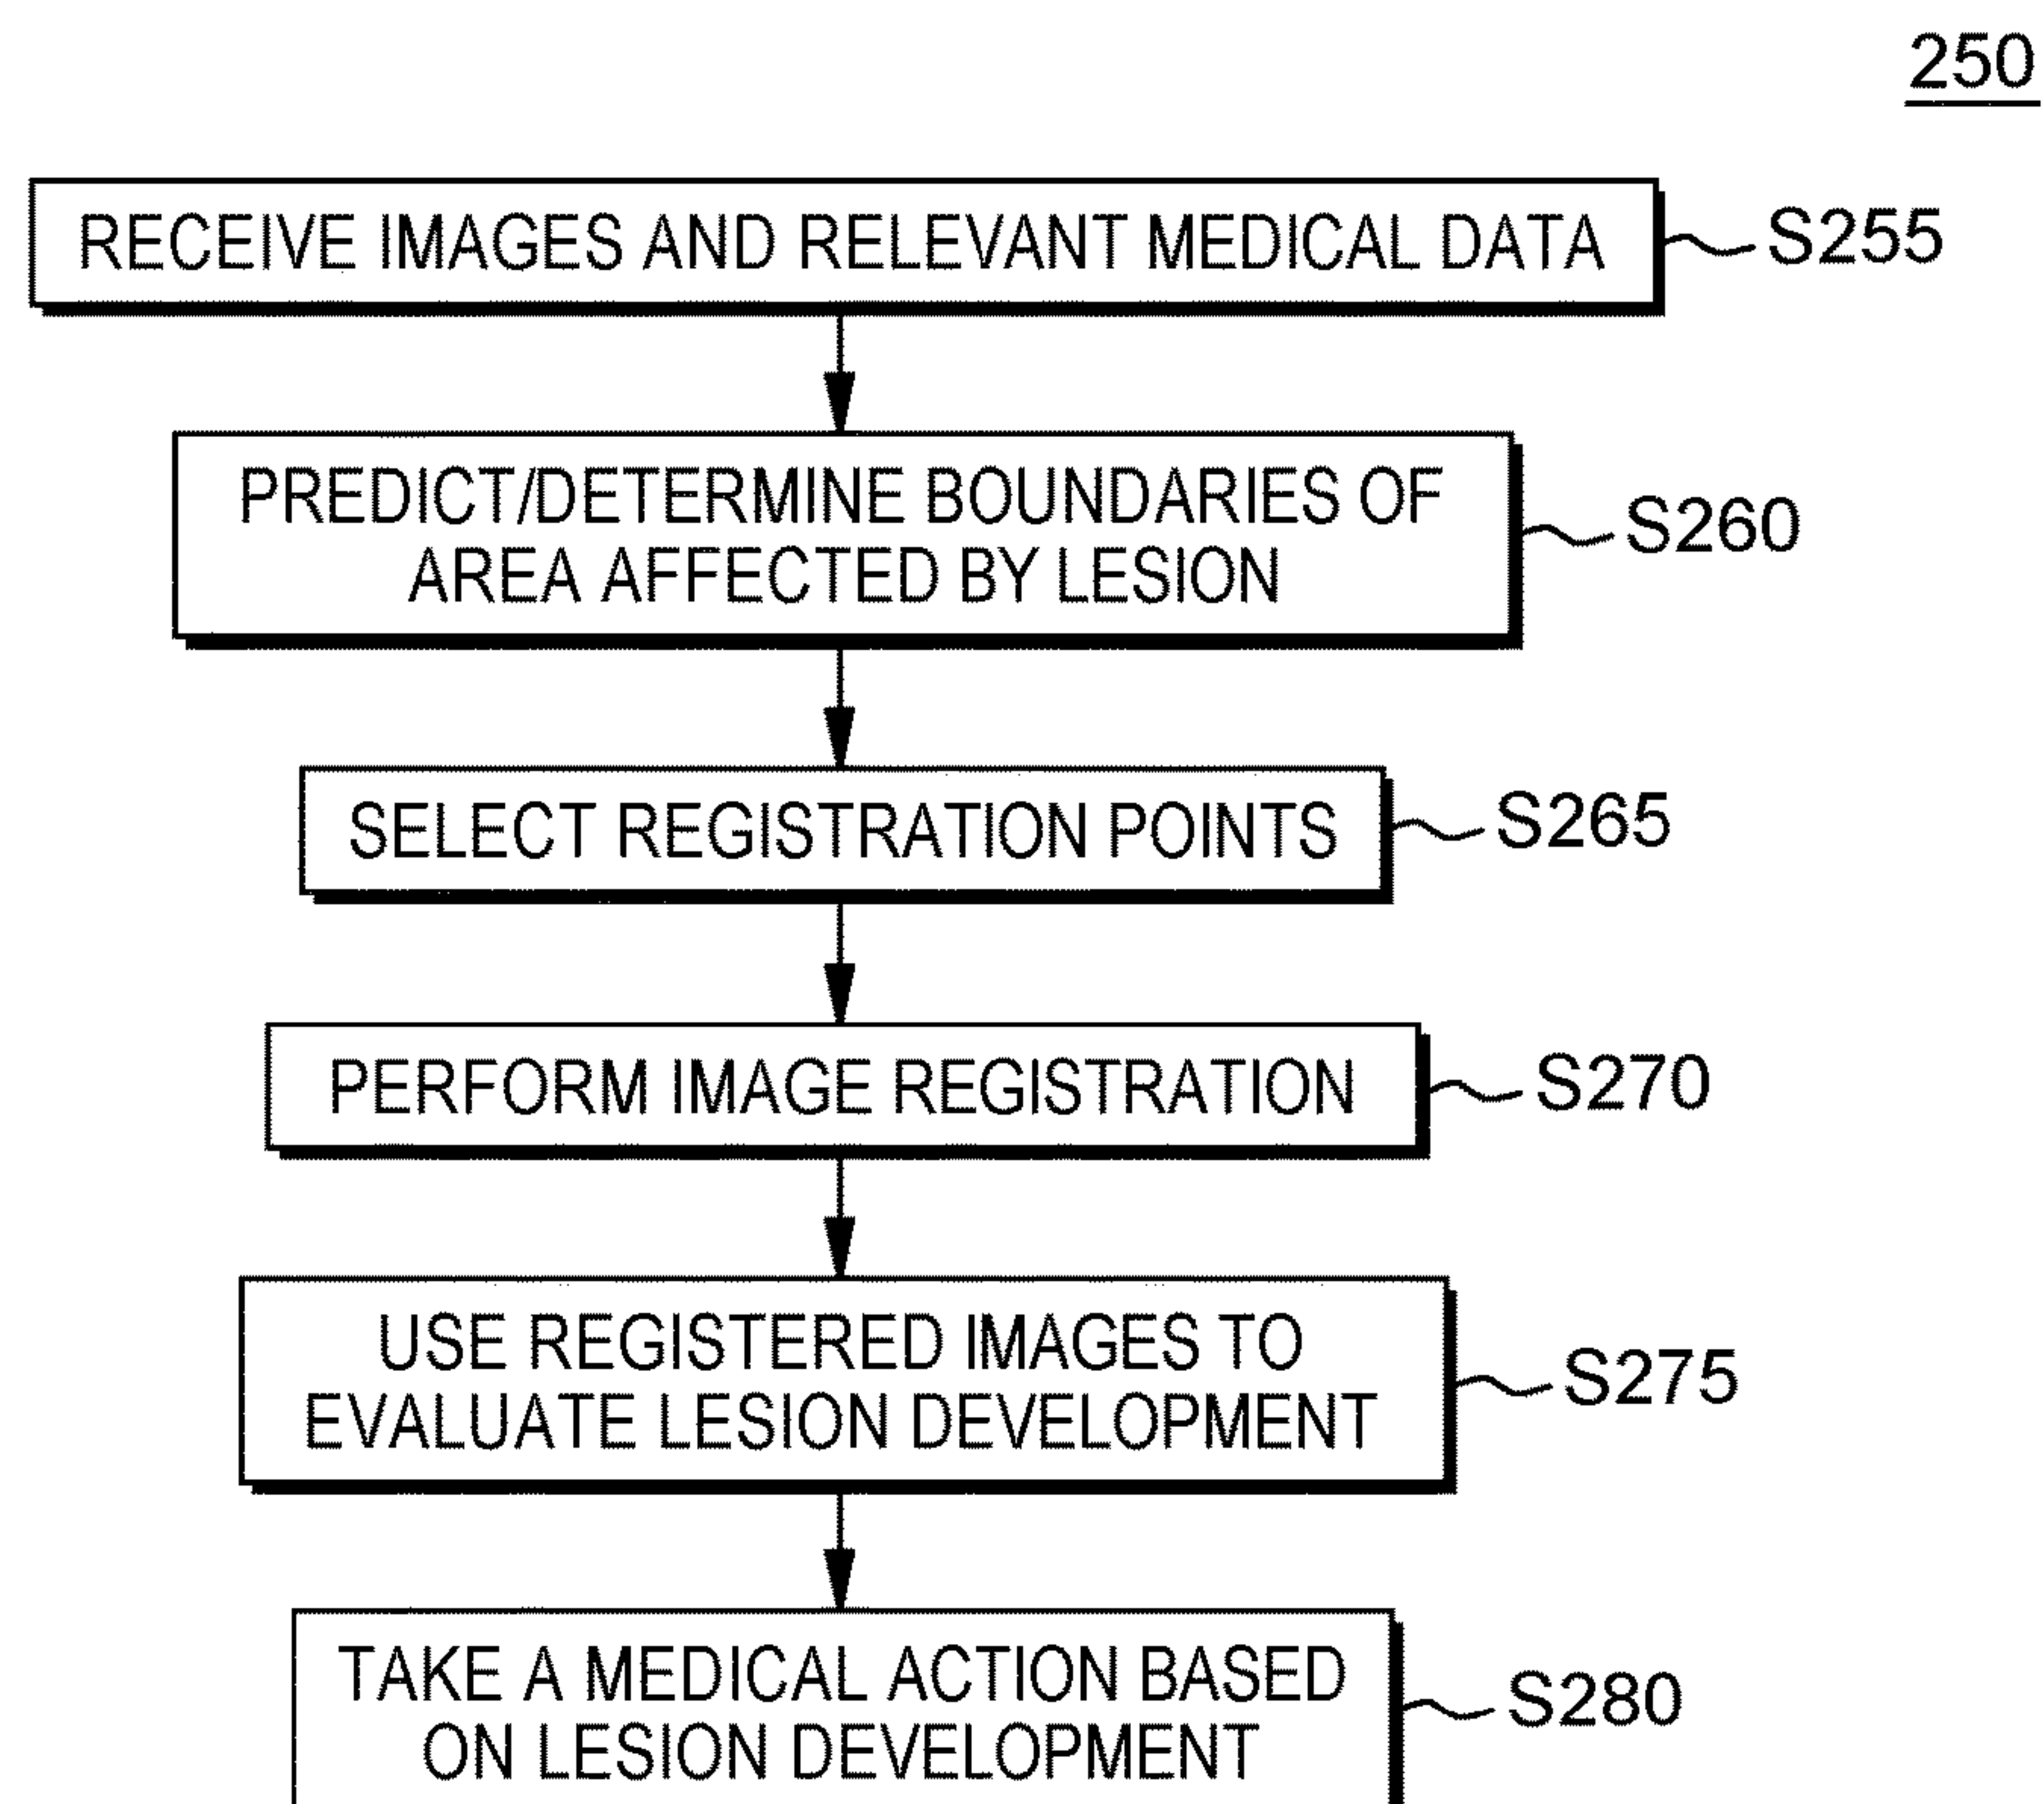 250
RECEIVE IMAGES AND RELEVANT MEDICAL DATA
S255
PREDICT/DETERMINE BOUNDARIES OF
AREA AFFECTED BY LESION
S260
SELECT REGISTRATION POINTS
S265
PERFORM IMAGE REGISTRATION
S270
USE REGISTERED IMAGES TO
EVALUATE LESION DEVELOPMENT
S275
TAKE A MEDICAL ACTION BASED
ON LESION DEVELOPMENT
S280